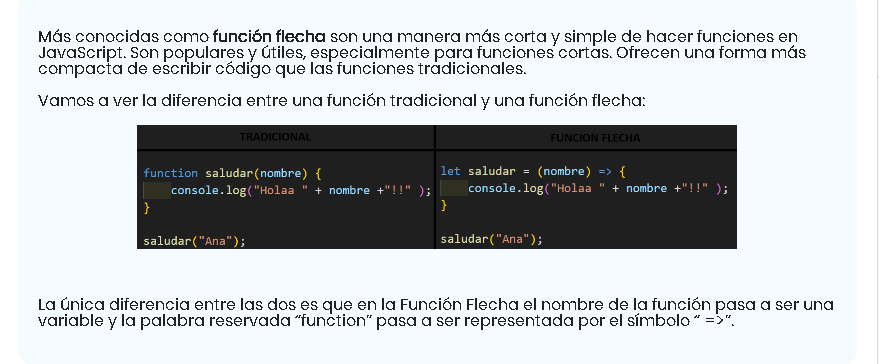 Más conocidas como función flecha son una manera más corta y simple de hacer funciones en
JavaScript. Son populares y útiles, especialmente para funciones cortas. Ofrecen una forma más
compacta de escribir código que las funciones tradicionales.
Vamos a ver la diferencia entre una función tradicional y una función flecha:
TRADICIONAL
function saludar(nombre) {
console.log("Holaa " + nombre +"!!" );
}
saludar("Ana");
FUNCION FLECHA
let saludar = (nombre) => {
console.log("Holaa " + nombre +"!!" );
}
saludar("Ana");
La única diferencia entre las dos es que en la Función Flecha el nombre de la función pasa a ser una
variable y la palabra reservada “function” pasa a ser representada por el símbolo “ =>”.